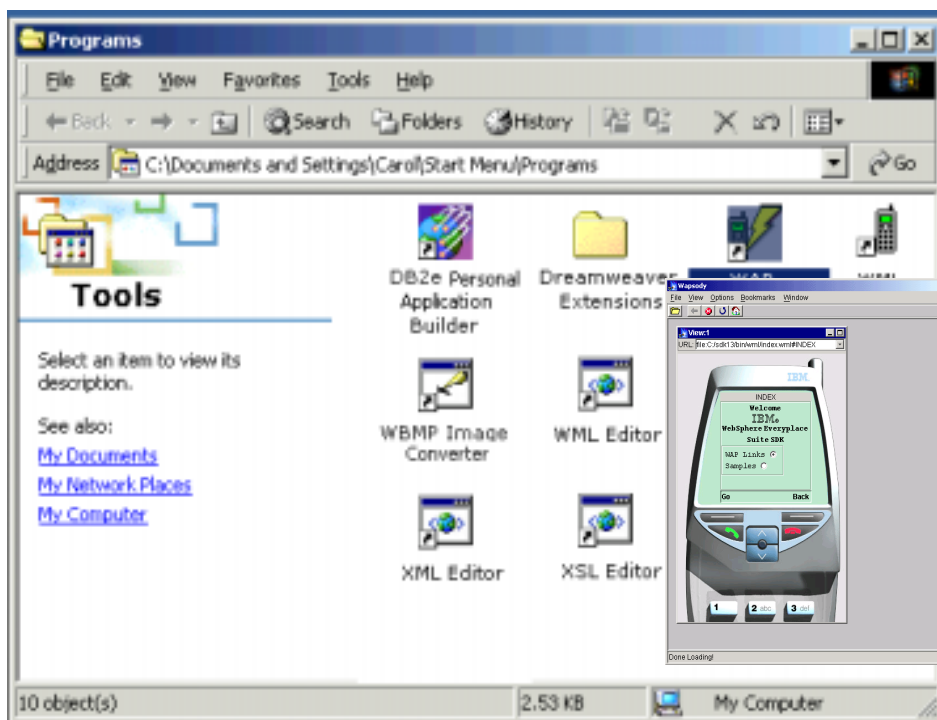 Programs
File Edit View Favorites Tools Help
Back Search Folders History
Address C:\Documents and Settings\Carol\Start Menu\Programs Go
Tools
Select an item to view its
description.
See also:
My Documents
My Network Places
My Computer
DB2e Personal
Application
Builder
Dreamweaver
Extensions
WAP
WML
WBMP Image
Converter
WML Editor
XML Editor
XSL Editor
Wapsody
File View Options Bookmarks Window
View:1
URL: file:C:/sdk13/bin/wml/index.wml#INDEX
IBM.
INDEX
Welcome
IBM®
WebSphere Everyplace
Suite SDK
WAP Links
Samples
Go Back
1 2 abc 3 def
Done Loading!
10 object(s) 2.53 KB My Computer